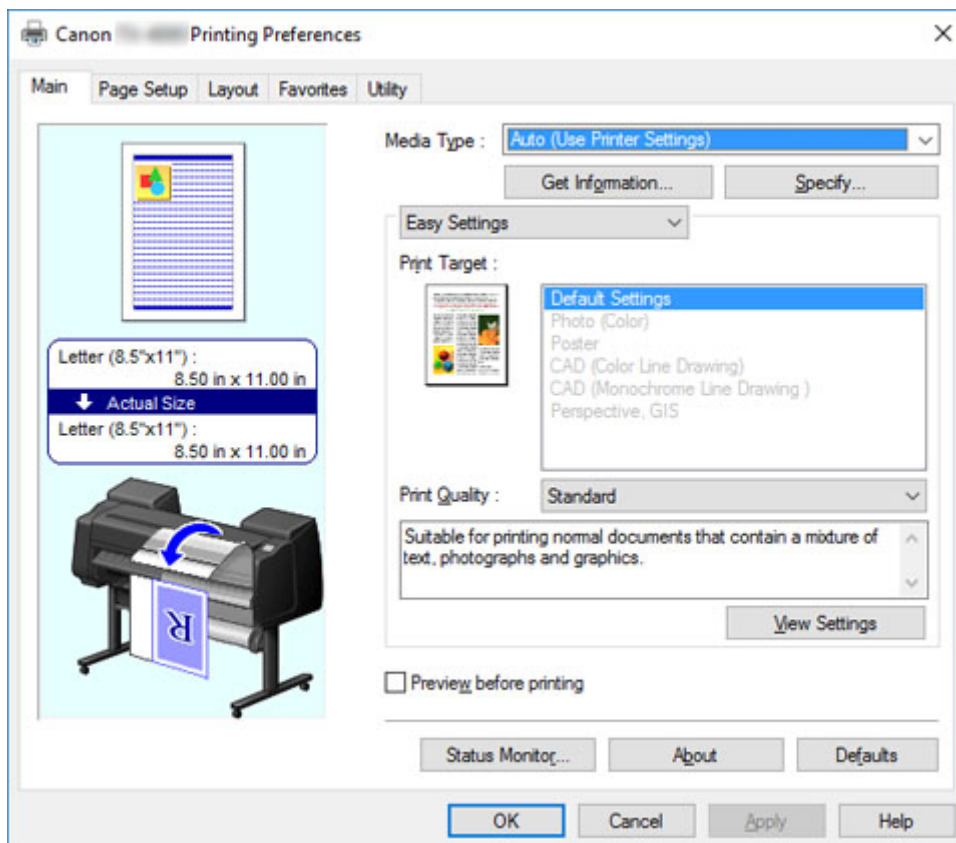 Canon Printing Preferences
Main Page Setup Layout Favorites Utility
Media Type : Auto (Use Printer Settings)
Get Information... Specify...
Easy Settings
Print Target :
Default Settings
Photo (Color)
Poster
CAD (Color Line Drawing)
CAD (Monochrome Line Drawing )
Perspective, GIS
Letter (8.5"x11") :
8.50 in x 11.00 in
Actual Size
Letter (8.5"x11") :
8.50 in x 11.00 in
R
Print Quality : Standard
Suitable for printing normal documents that contain a mixture of
text, photographs and graphics.
View Settings
Preview before printing
Status Monitor... About Defaults
OK Cancel Apply Help